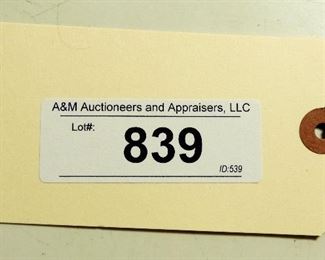 A&M Auctioneers and Appraisers, LLC
Lot#:
839
ID:539